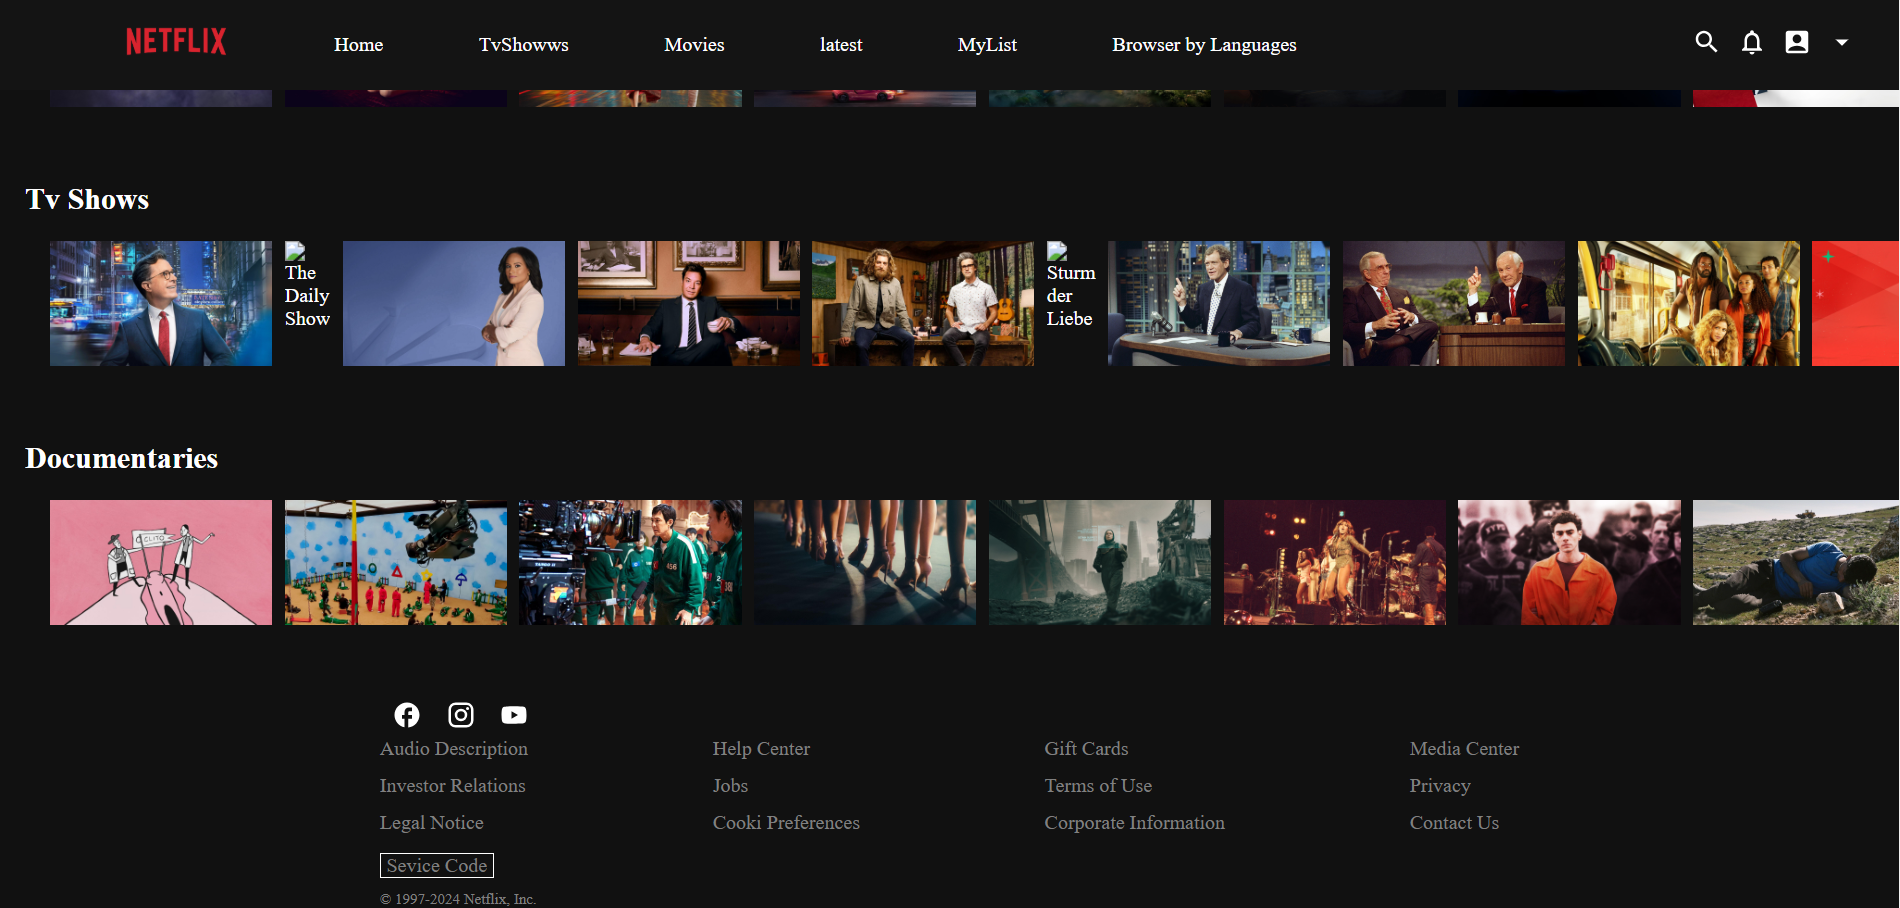 NETFLIX
Home
TvShowws
Movies
latest
MyList
Browser by Languages
Tv Shows
The
Daily
Show
Sturm
der
Liebe
Documentaries
CLITO
456
Audio Description
Help Center
Gift Cards
Media Center
Investor Relations
Jobs
Terms of Use
Privacy
Legal Notice
Cooki Preferences
Corporate Information
Contact Us
Sevice Code
© 1997-2024 Netflix, Inc.